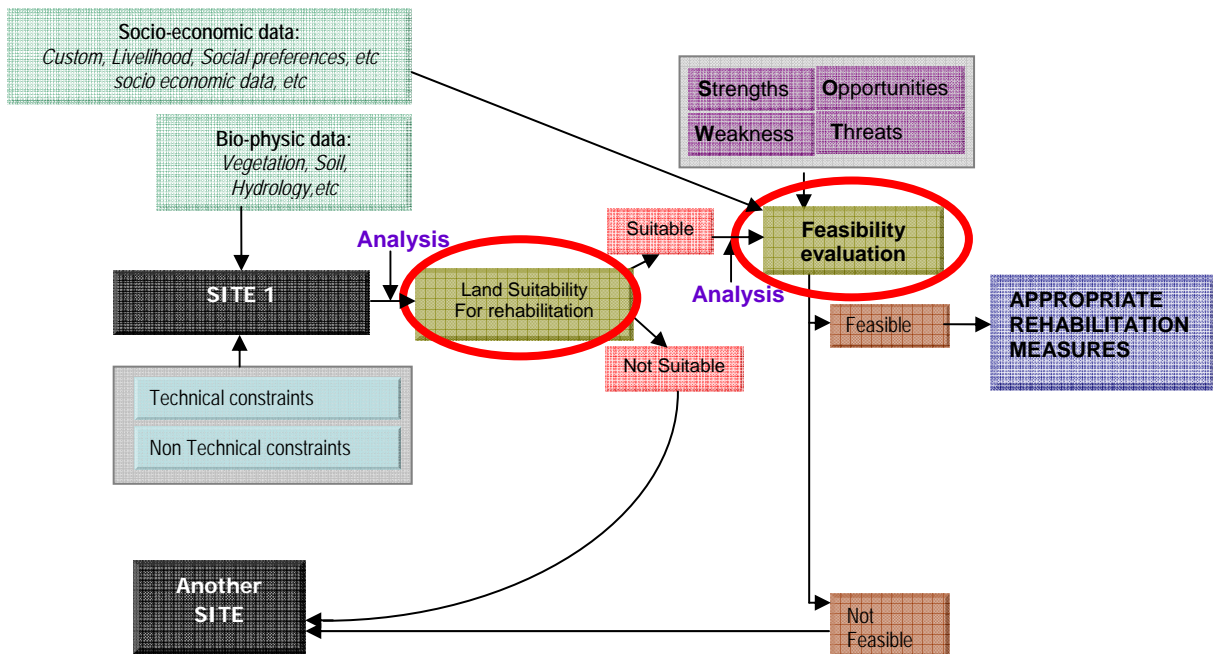 Socio-economic data:
Custom, Livelihood, Social preferences, etc
socio economic data, etc
Bio-physic data:
Vegetation, Soil,
Hydrology,etc
Strengths
Opportunities
Weakness
Threats
Analysis
SITE 1
Land Suitability
For rehabilitation
Suitable
Not Suitable
Analysis
Feasibility
evaluation
Feasible
APPROPRIATE
REHABILITATION
MEASURES
Technical constraints
Non Technical constraints
Another
SITE
Not
Feasible